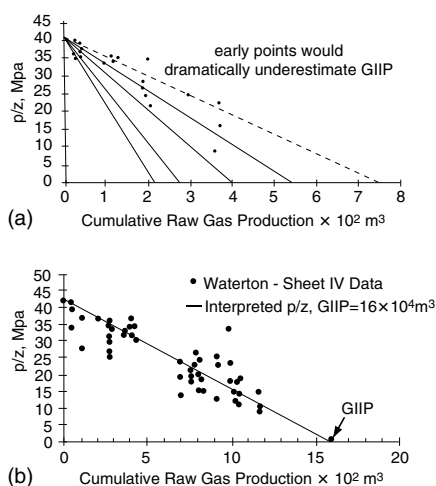 45
40
35
30
25
20
15
10
5
0
p/z, Mpa
early points would
dramatically underestimate GIIP
0 1 2 3 4 5 6 7 8
(a)
Cumulative Raw Gas Production × 10² m³
50
45
40
35
30
25
20
15
10
5
0
p/z, Mpa
Waterton - Sheet IV Data
Interpreted p/z, GIIP=16×10⁴m³
GIIP
0 5 10 15 20
(b)
Cumulative Raw Gas Production × 10² m³